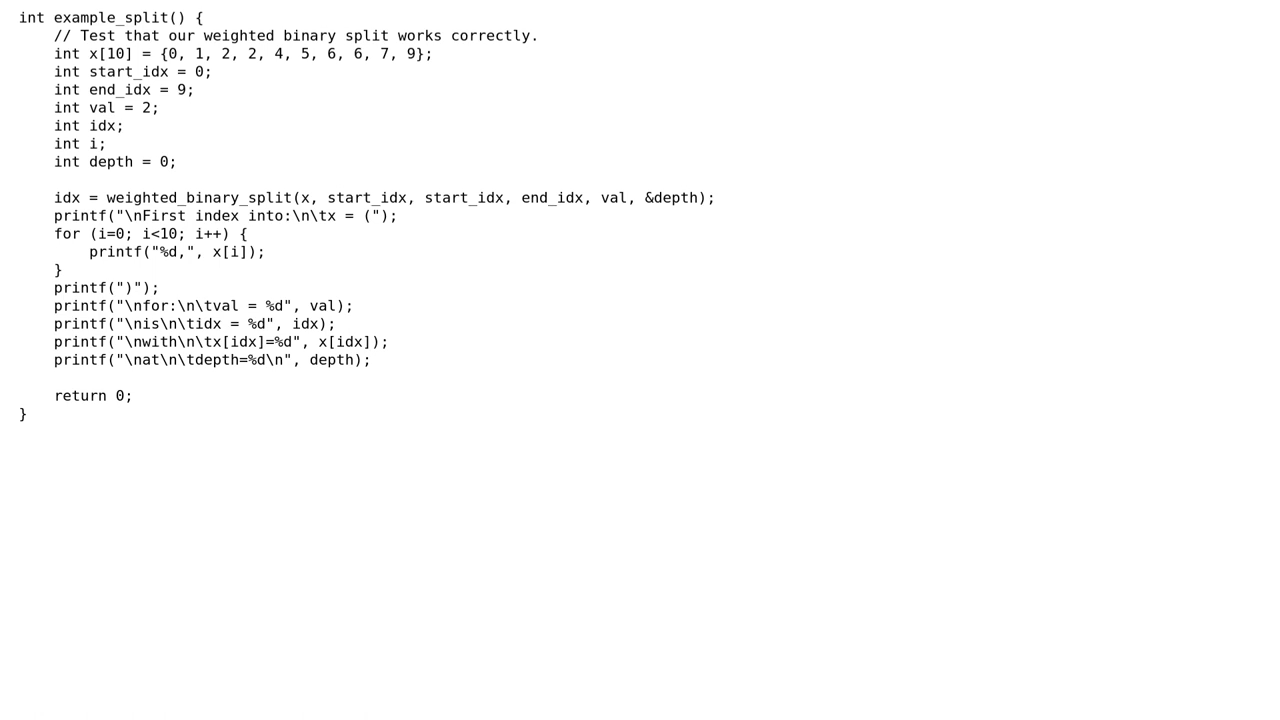 int example_split() {
    // Test that our weighted binary split works correctly.
    int x[10] = {0, 1, 2, 2, 4, 5, 6, 6, 7, 9};
    int start_idx = 0;
    int end_idx = 9;
    int val = 2;
    int idx;
    int i;
    int depth = 0;

    idx = weighted_binary_split(x, start_idx, start_idx, end_idx, val, &depth);
    printf("\nFirst index into:\n\tx = (");
    for (i=0; i<10; i++) {
        printf("%d,", x[i]);
    }
    printf(")");
    printf("\nfor:\n\tval = %d", val);
    printf("\nis\n\tidx = %d", idx);
    printf("\nwith\n\tx[idx]=%d", x[idx]);
    printf("\nat\n\tdepth=%d\n", depth);

    return 0;
}